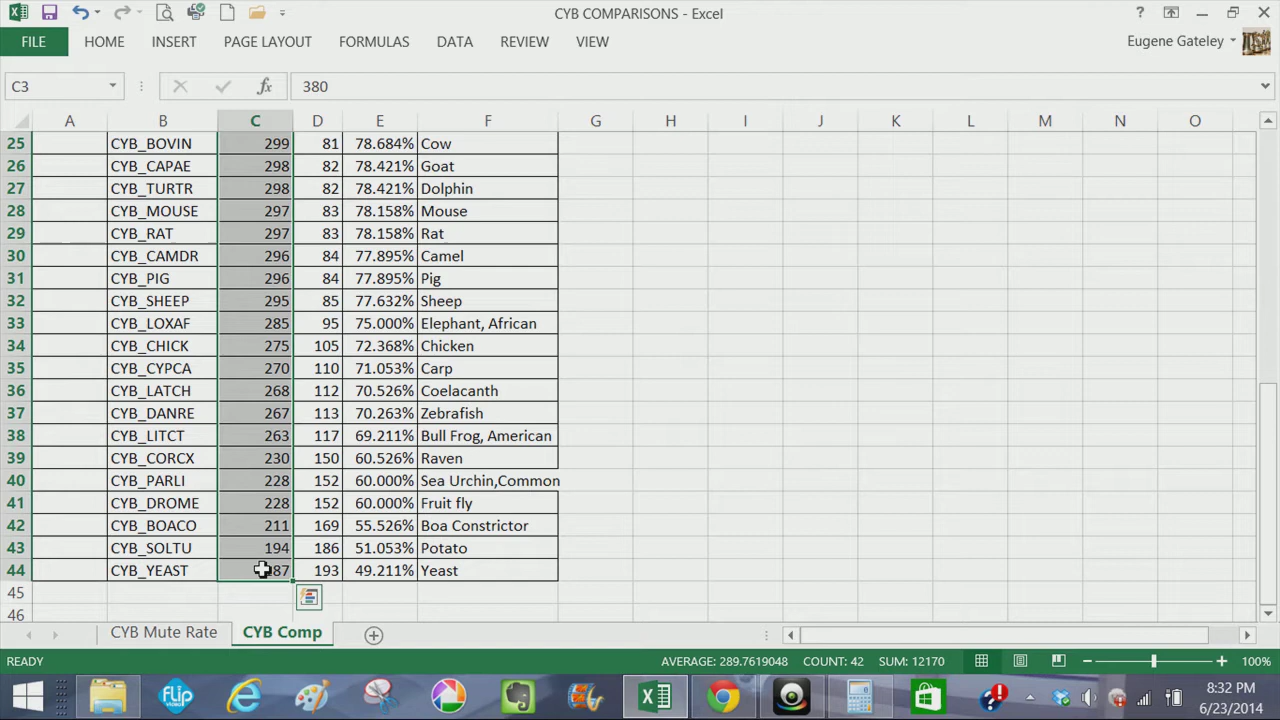 CYB COMPARISONS - Excel
FILE HOME INSERT PAGE LAYOUT FORMULAS DATA REVIEW VIEW Eugene Gateley
C3 fx 380
A B C D E F G H I J K L M N O
25 CYB_BOVIN 299 81 78.684% Cow
26 CYB_CAPAE 298 82 78.421% Goat
27 CYB_TURTR 298 82 78.421% Dolphin
28 CYB_MOUSE 297 83 78.158% Mouse
29 CYB_RAT 297 83 78.158% Rat
30 CYB_CAMDR 296 84 77.895% Camel
31 CYB_PIG 296 84 77.895% Pig
32 CYB_SHEEP 295 85 77.632% Sheep
33 CYB_LOXAF 285 95 75.000% Elephant, African
34 CYB_CHICK 275 105 72.368% Chicken
35 CYB_CYPCA 270 110 71.053% Carp
36 CYB_LATCH 268 112 70.526% Coelacanth
37 CYB_DANRE 267 113 70.263% Zebrafish
38 CYB_LITCT 263 117 69.211% Bull Frog, American
39 CYB_CORCX 230 150 60.526% Raven
40 CYB_PARLI 228 152 60.000% Sea Urchin,Common
41 CYB_DROME 228 152 60.000% Fruit fly
42 CYB_BOACO 211 169 55.526% Boa Constrictor
43 CYB_SOLTU 194 186 51.053% Potato
44 CYB_YEAST 193 49.211% Yeast
45
46
CYB Mute Rate CYB Comp
READY AVERAGE: 289.7619048 COUNT: 42 SUM: 12170 100%
flip 8:32 PM
6/23/2014